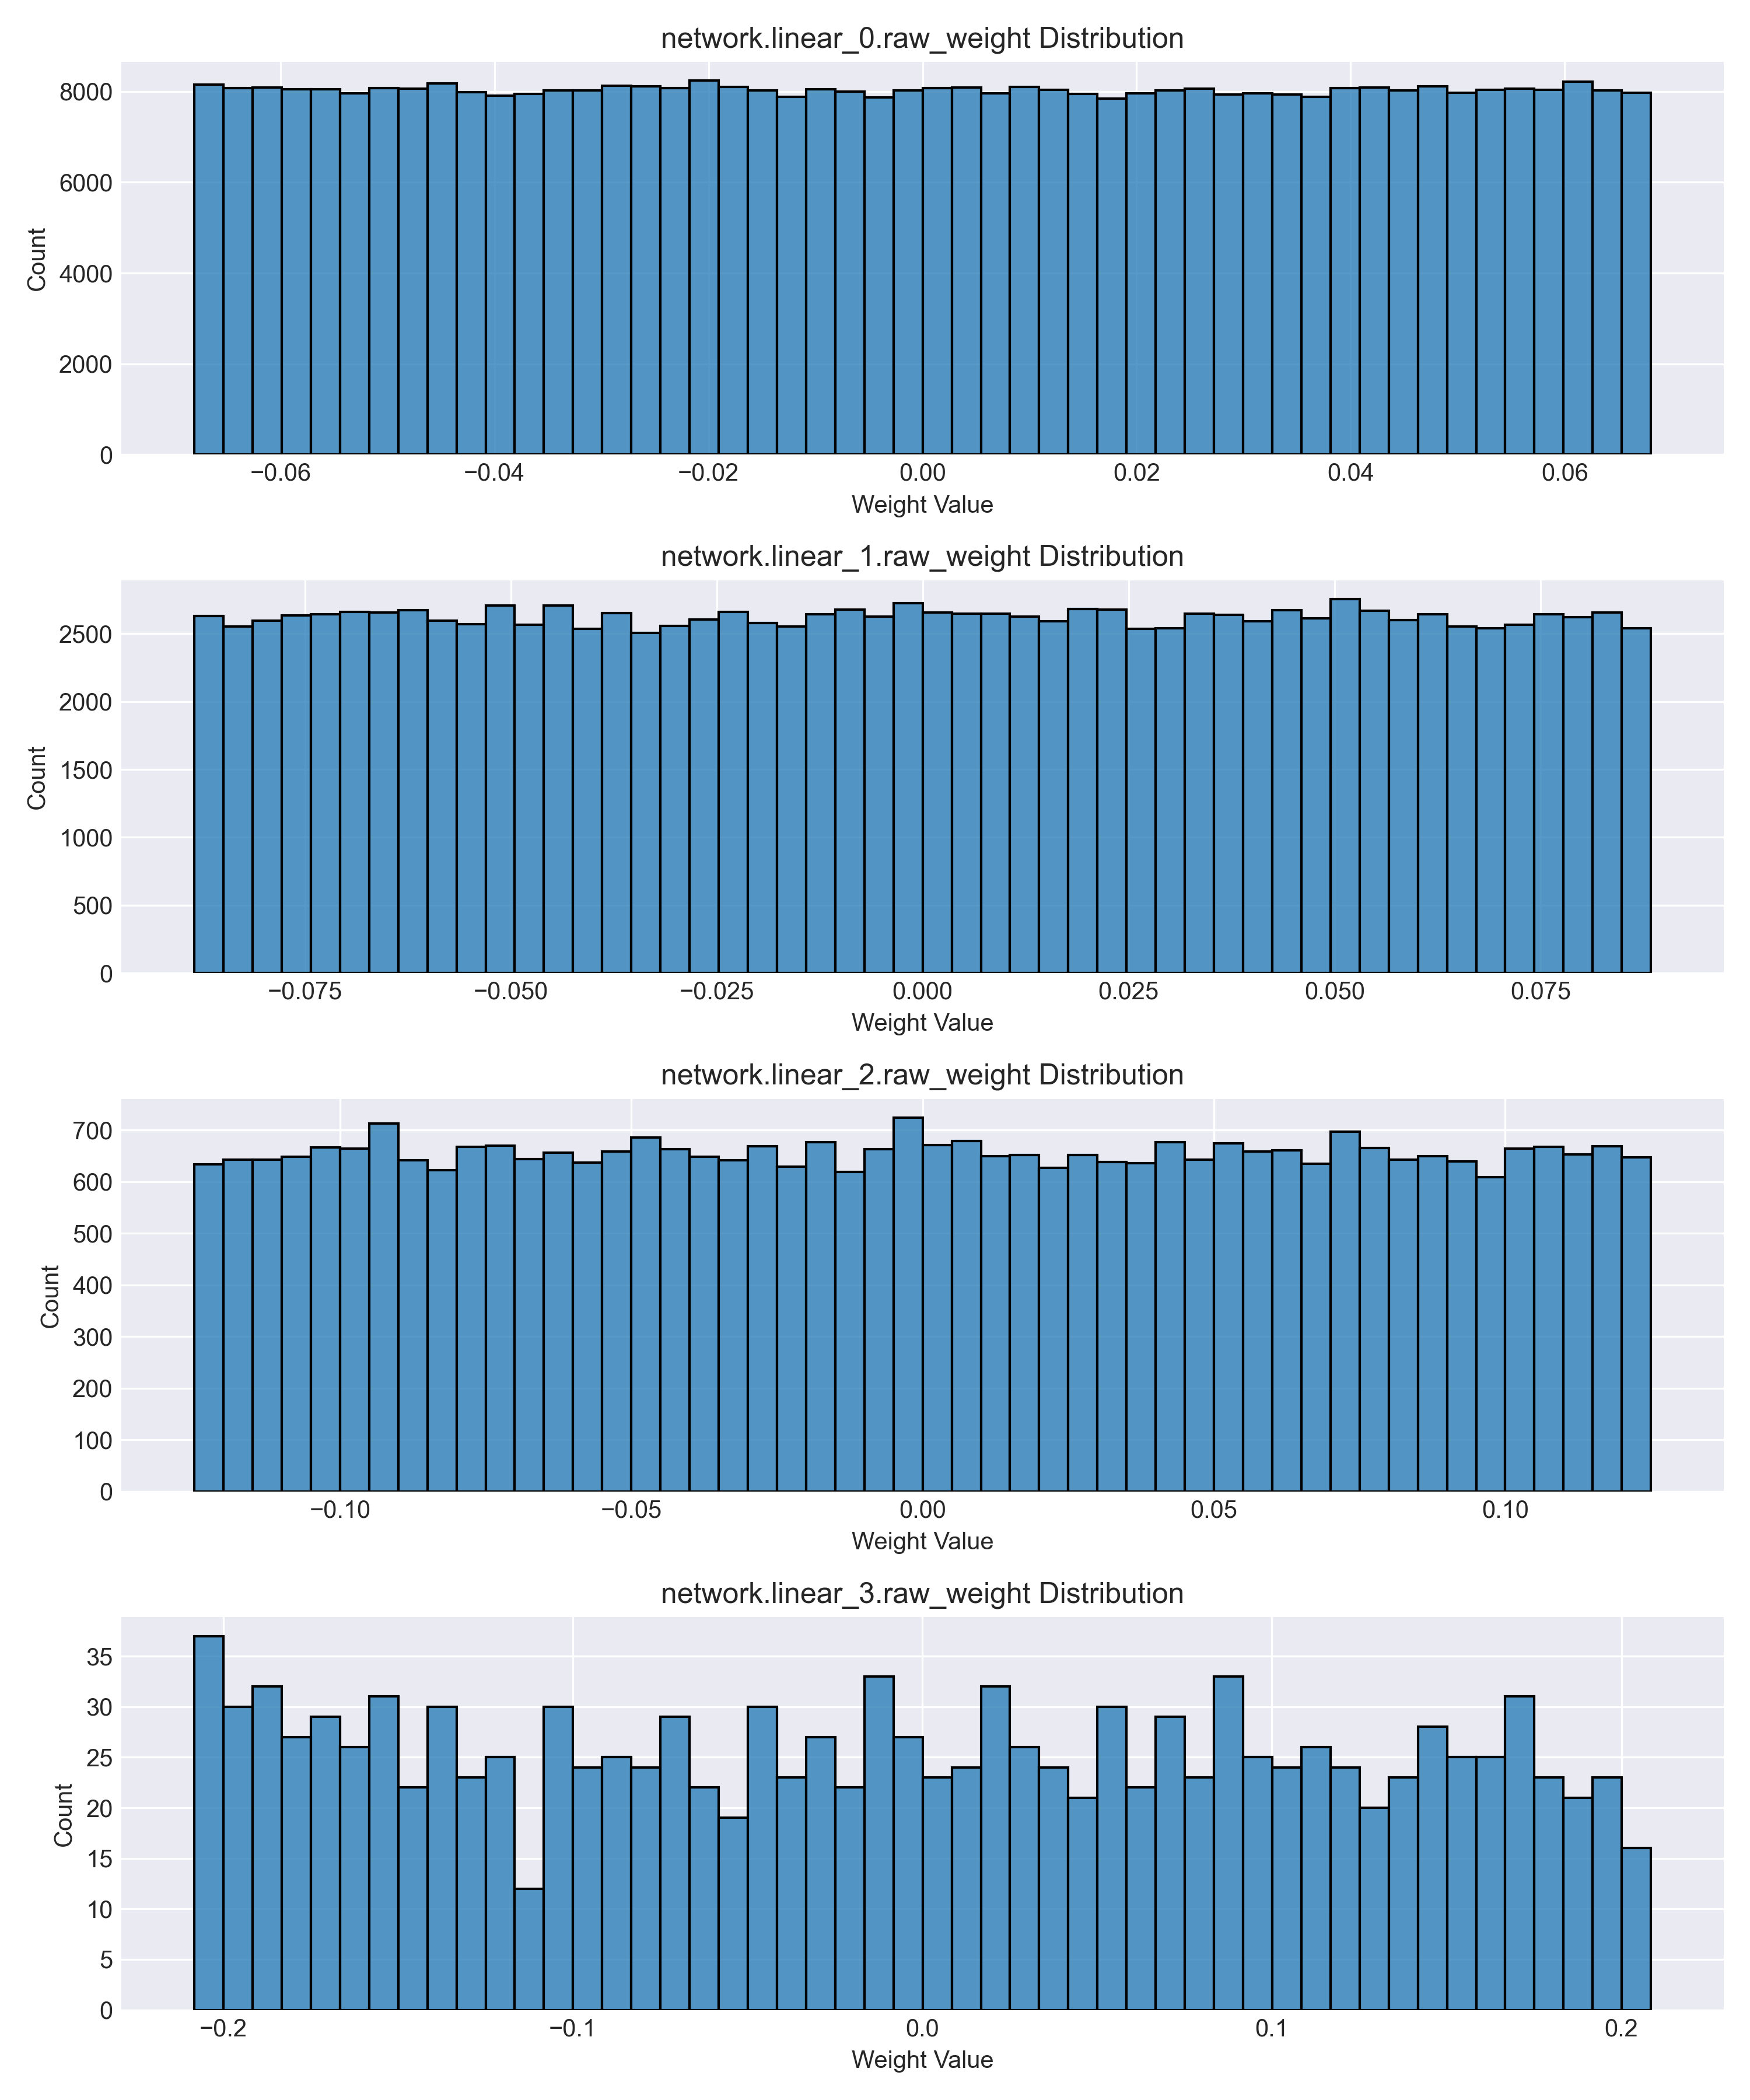 network.linear_0.raw_weight Distribution
8000
6000
4000
2000
0
Count
−0.06 −0.04 −0.02 0.00 0.02 0.04 0.06
Weight Value
network.linear_1.raw_weight Distribution
2500
2000
1500
1000
500
0
Count
−0.075 −0.050 −0.025 0.000 0.025 0.050 0.075
Weight Value
network.linear_2.raw_weight Distribution
700
600
500
400
300
200
100
0
Count
−0.10 −0.05 0.00 0.05 0.10
Weight Value
network.linear_3.raw_weight Distribution
35
30
25
20
15
10
5
0
Count
−0.2 −0.1 0.0 0.1 0.2
Weight Value